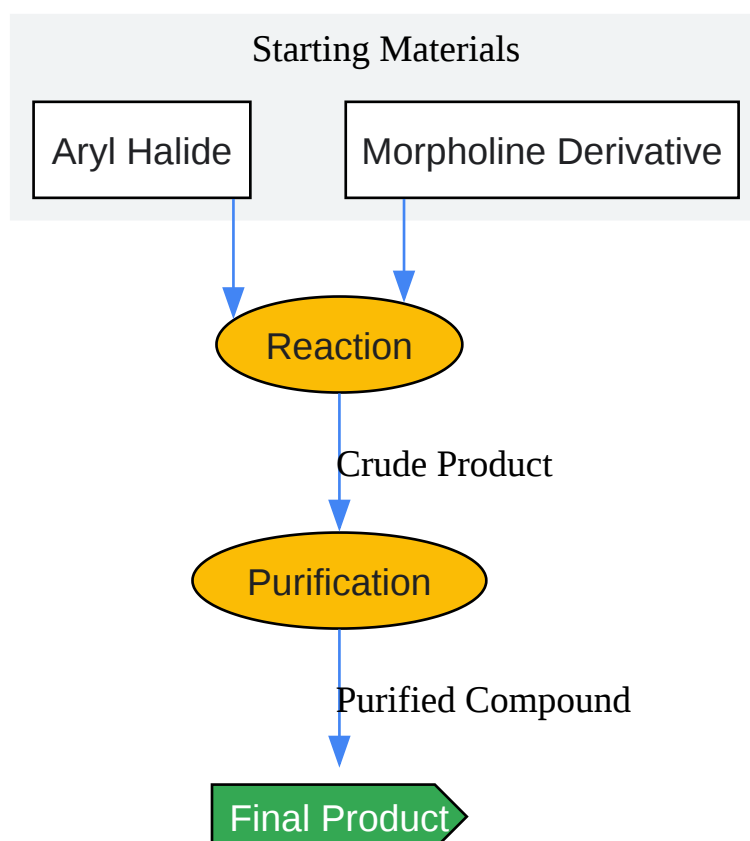 Starting Materials
Aryl Halide
Morpholine Derivative
Reaction
Crude Product
Purification
Purified Compound
Final Product